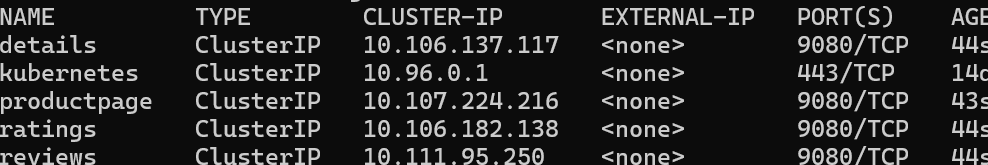 NAME TYPE CLUSTER-IP EXTERNAL-IP PORT(S) AGE
details ClusterIP 10.106.137.117 <none> 9080/TCP 44s
kubernetes ClusterIP 10.96.0.1 <none> 443/TCP 14d
productpage ClusterIP 10.107.224.216 <none> 9080/TCP 43s
ratings ClusterIP 10.106.182.138 <none> 9080/TCP 44s
reviews ClusterIP 10.111.95.250 <none> 9080/TCP 44s